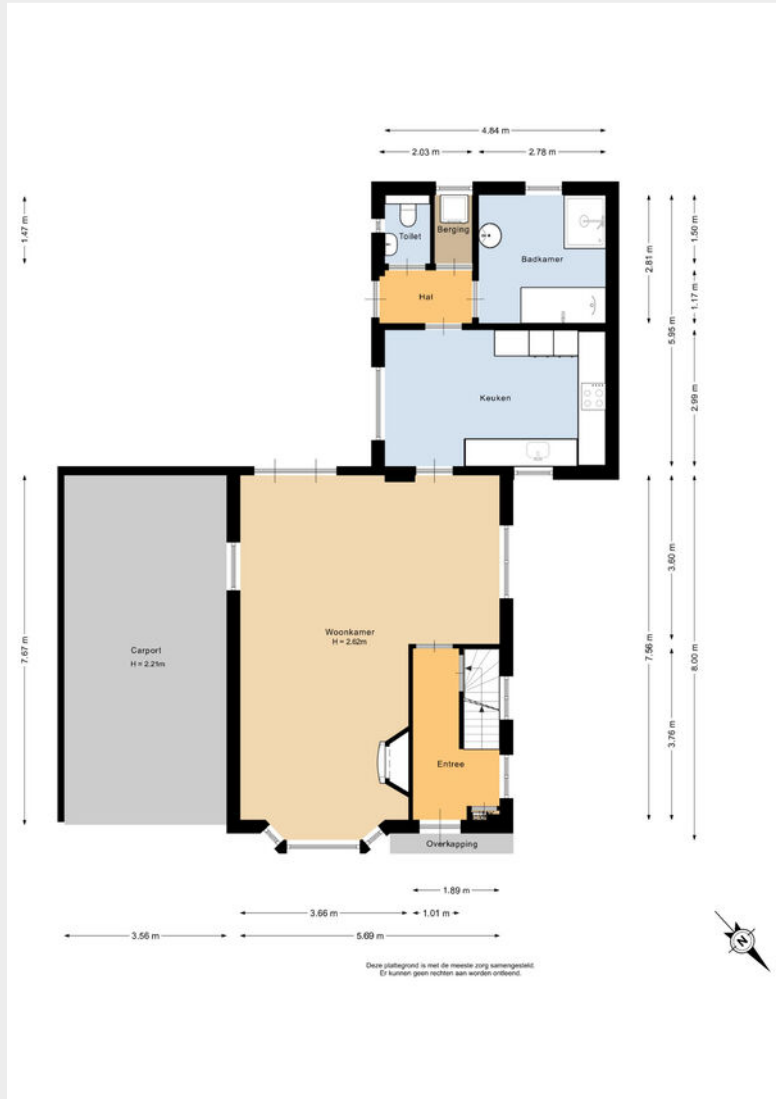 4.84 m
2.03 m
2.78 m
1.47 m
Toilet
Berging
Badkamer
Hal
2.81 m
1.50 m
1.17 m
5.95 m
2.99 m
Keuken
Woonkamer
H = 2.62m
Carport
H = 2.21m
7.67 m
3.60 m
7.56 m
8.00 m
3.76 m
Entree
Overkapping
1.89 m
3.66 m
1.01 m
3.56 m
5.69 m
N
Deze plattegrond is met de meeste zorg samengesteld.
Er kunnen geen rechten aan worden ontleend.